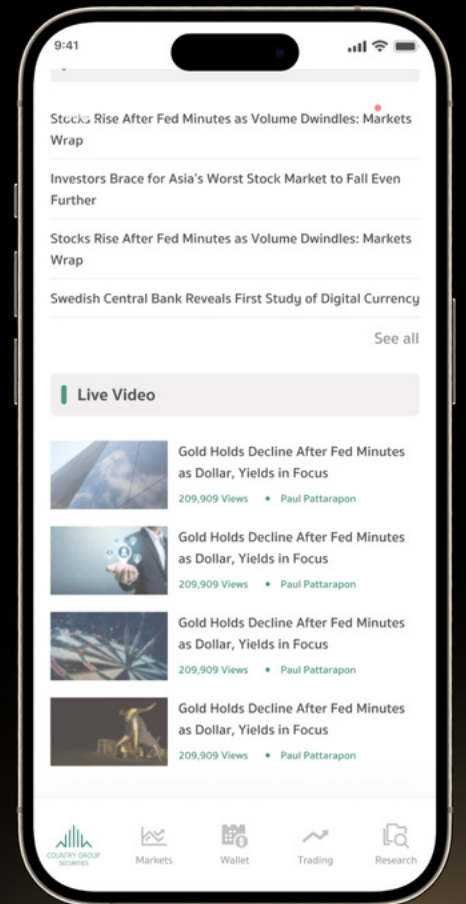 9:41
Stocks Rise After Fed Minutes as Volume Dwindles: Markets
Wrap
Investors Brace for Asia's Worst Stock Market to Fall Even
Further
Stocks Rise After Fed Minutes as Volume Dwindles: Markets
Wrap
Swedish Central Bank Reveals First Study of Digital Currency
See all
Live Video
Gold Holds Decline After Fed Minutes
as Dollar, Yields in Focus
209,909 Views • Paul Pattarapon
Gold Holds Decline After Fed Minutes
as Dollar, Yields in Focus
209,909 Views • Paul Pattarapon
Gold Holds Decline After Fed Minutes
as Dollar, Yields in Focus
209,909 Views • Paul Pattarapon
Gold Holds Decline After Fed Minutes
as Dollar, Yields in Focus
209,909 Views • Paul Pattarapon
COUNTRY GROUP
SECURITIES
Markets
Wallet
Trading
Research